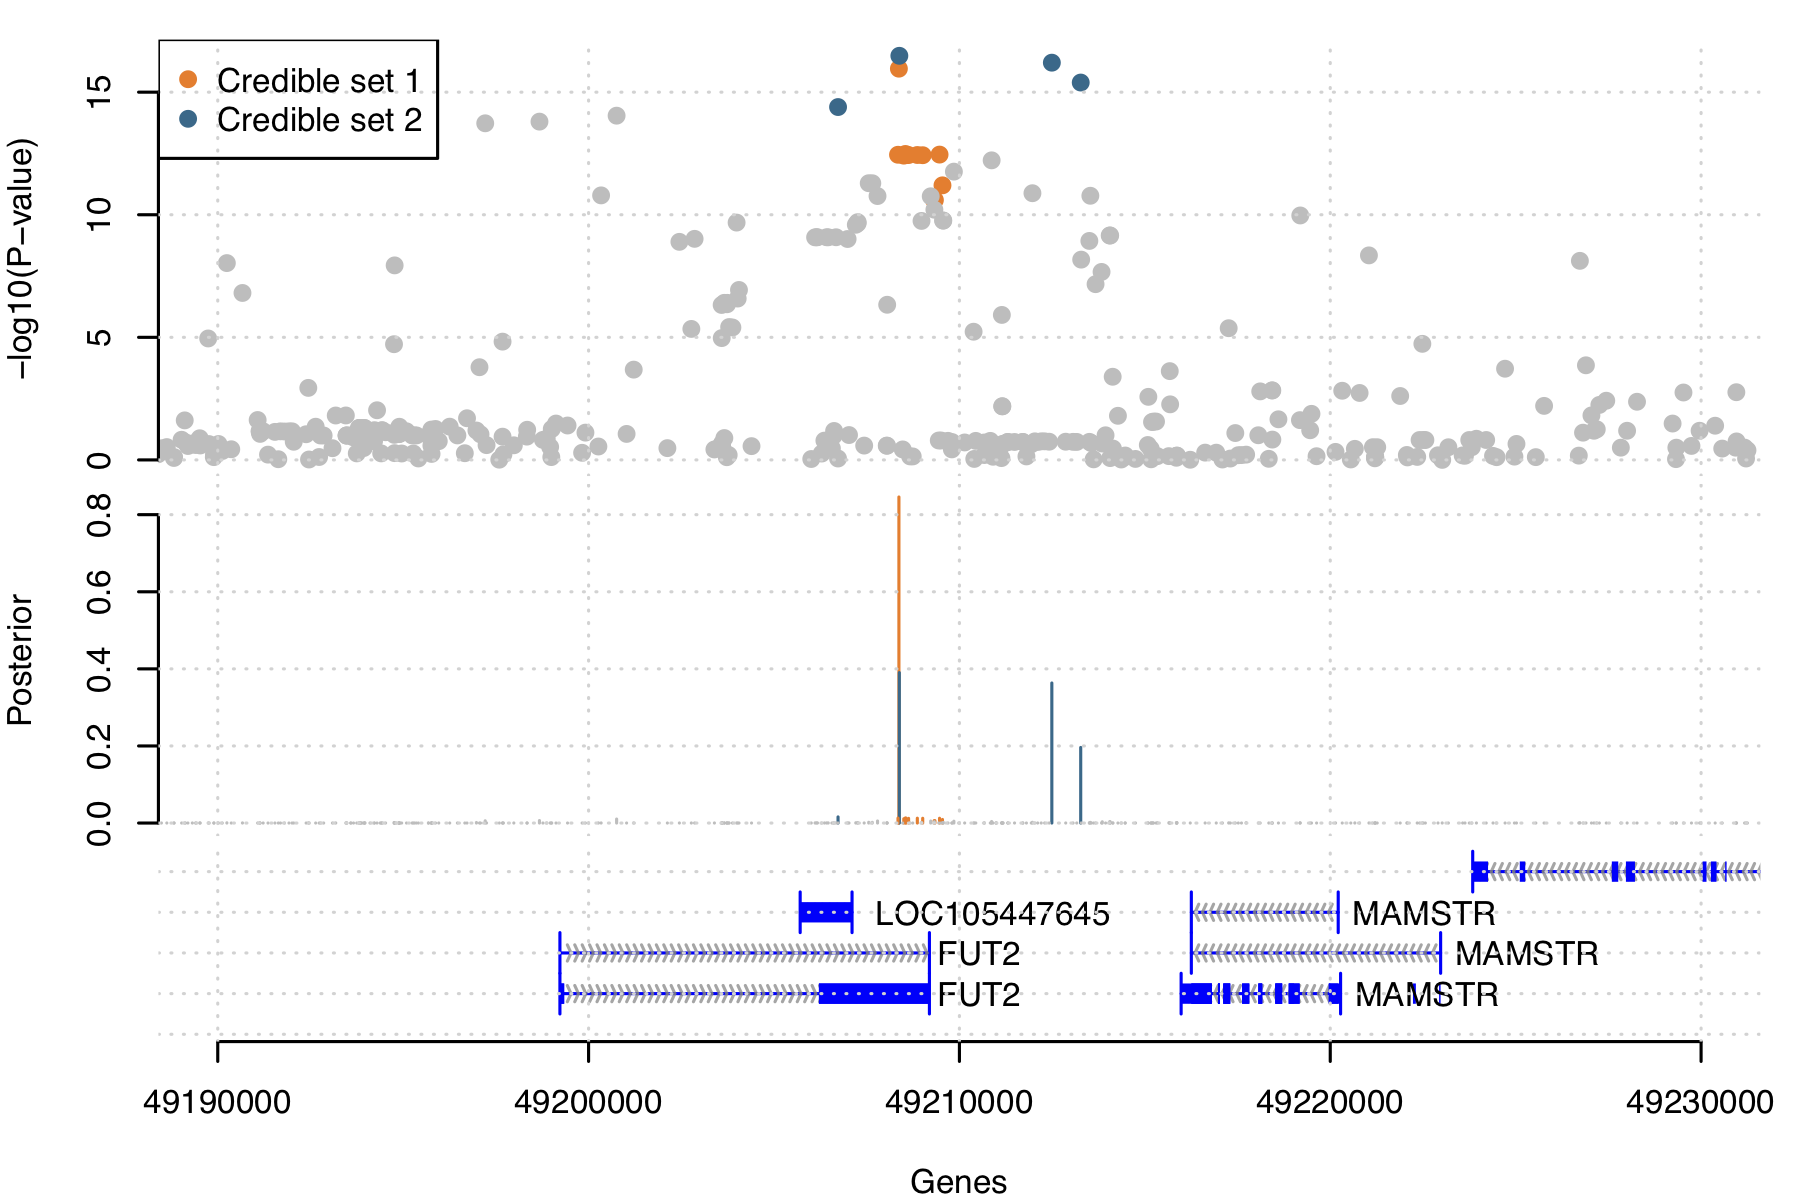 Credible set 1
Credible set 2
−log10(P−value)
15
10
5
0
Posterior
0.8
0.6
0.4
0.2
0.0
LOC105447645
MAMSTR
FUT2
MAMSTR
FUT2
MAMSTR
49190000
49200000
49210000
49220000
49230000
Genes